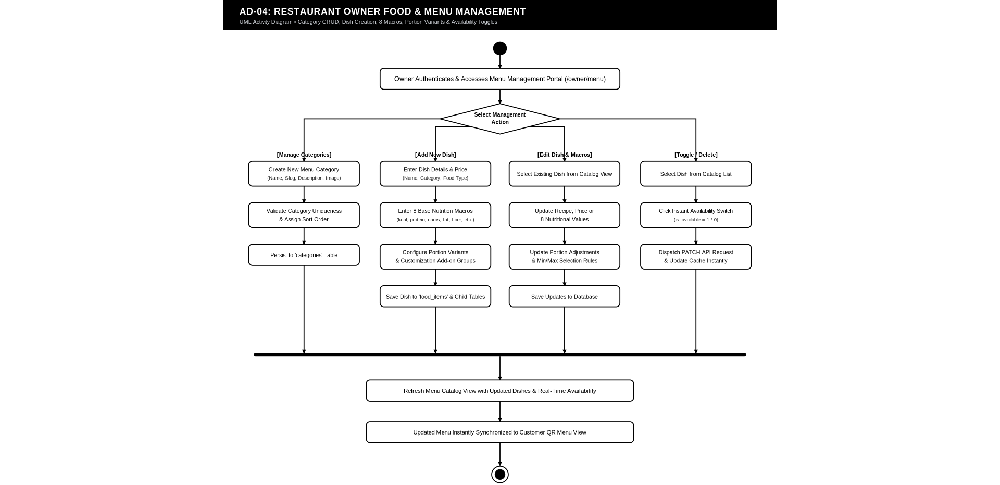 AD-04: RESTAURANT OWNER FOOD & MENU MANAGEMENT
UML Activity Diagram • Category CRUD, Dish Creation, 8 Macros, Portion Variants & Availability Toggles
Owner Authenticates & Accesses Menu Management Portal (/owner/menu)
Select Management
Action
[Manage Categories]
Create New Menu Category
(Name, Slug, Description, Image)
Validate Category Uniqueness
& Assign Sort Order
Persist to 'categories' Table
[Add New Dish]
Enter Dish Details & Price
(Name, Category, Food Type)
Enter 8 Base Nutrition Macros
(kcal, protein, carbs, fat, fiber, etc.)
Configure Portion Variants
& Customization Add-on Groups
Save Dish to 'food_items' & Child Tables
[Edit Dish & Macros]
Select Existing Dish from Catalog View
Update Recipe, Price or
8 Nutritional Values
Update Portion Adjustments
& Min/Max Selection Rules
Save Updates to Database
[Toggle / Delete]
Select Dish from Catalog List
Click Instant Availability Switch
(is_available = 1 / 0)
Dispatch PATCH API Request
& Update Cache Instantly
Refresh Menu Catalog View with Updated Dishes & Real-Time Availability
Updated Menu Instantly Synchronized to Customer QR Menu View